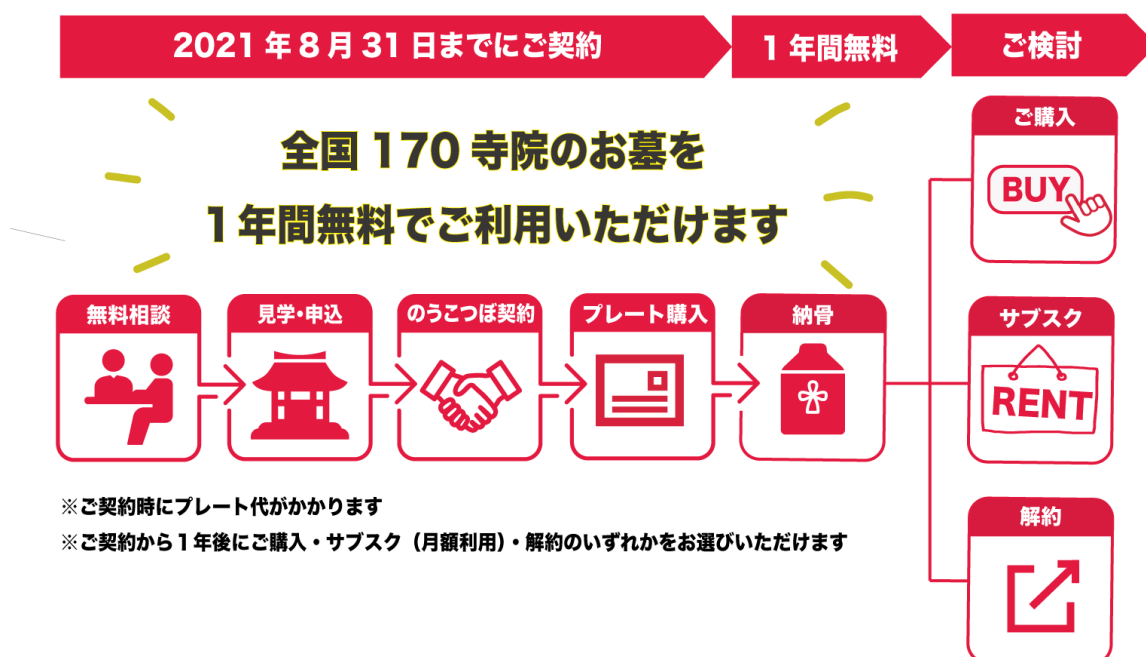 2021年8月31日までにご契約
1年間無料
ご検討
全国170寺院のお墓を
1年間無料でご利用いただけます
無料相談
見学・申込
のうこつぼ契約
プレート購入
納骨
ご購入
BUY
サブスク
RENT
解約
※ご契約時にプレート代がかかります
※ご契約から1年後にご購入・サブスク（月額利用）・解約のいずれかをお選びいただけます